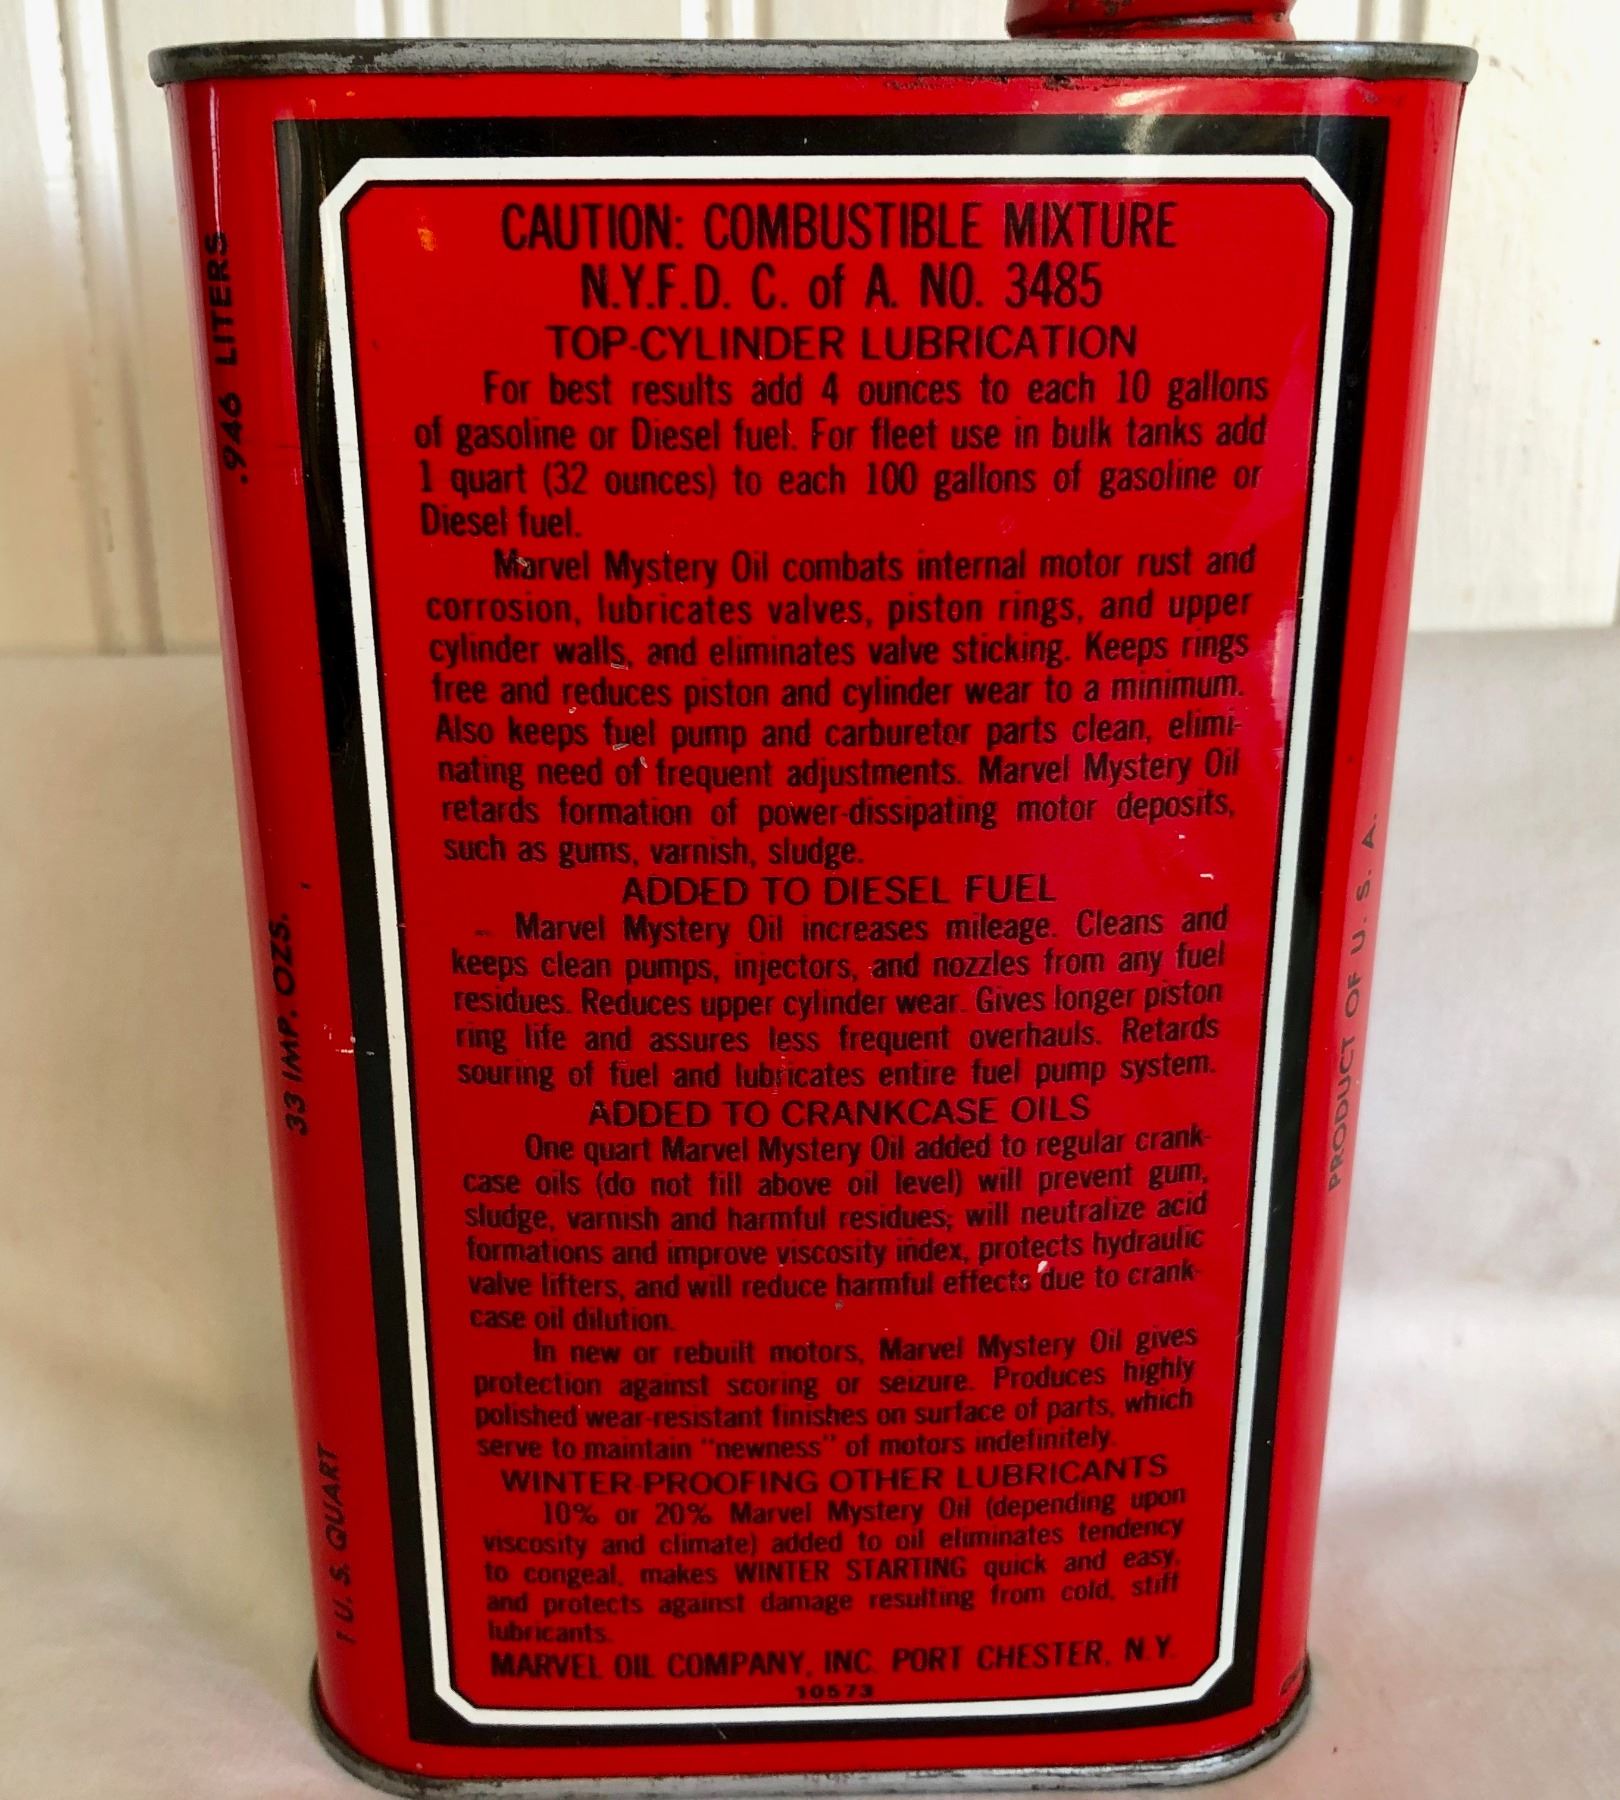 CAUTION: COMBUSTIBLE MIXTURE
N.Y.F.D. C. of A. NO. 3485
TOP-CYLINDER LUBRICATION
For best results add 4 ounces to each 10 gallons
of gasoline or Diesel fuel. For fleet use in bulk tanks add
1 quart (32 ounces) to each 100 gallons of gasoline or
Diesel fuel.
Marvel Mystery Oil combats internal motor rust and
corrosion, lubricates valves, piston rings, and upper
cylinder walls, and eliminates valve sticking. Keeps rings
free and reduces piston and cylinder wear to a minimum.
Also keeps fuel pump and carburetor parts clean, elimi-
nating need of frequent adjustments. Marvel Mystery Oil
retards formation of power-dissipating motor deposits,
such as gums, varnish, sludge.
ADDED TO DIESEL FUEL
Marvel Mystery Oil increases mileage. Cleans and
keeps clean pumps, injectors, and nozzles from any fuel
residues. Reduces upper cylinder wear. Gives longer piston
ring life and assures less frequent overhauls. Retards
souring of fuel and lubricates entire fuel pump system.
ADDED TO CRANKCASE OILS
One quart Marvel Mystery Oil added to regular crank-
case oils (do not fill above oil level) will prevent gum,
sludge, varnish and harmful residues; will neutralize acid
formations and improve viscosity index, protects hydraulic
valve lifters, and will reduce harmful effects due to crank-
case oil dilution.
In new or rebuilt motors, Marvel Mystery Oil gives
protection against scoring or seizure. Produces highly
polished wear-resistant finishes on surface of parts, which
serve to maintain "newness" of motors indefinitely.
WINTER-PROOFING OTHER LUBRICANTS
10% or 20% Marvel Mystery Oil (depending upon
viscosity and climate) added to oil eliminates tendency
to congeal, makes WINTER STARTING quick and easy,
and protects against damage resulting from cold, stiff
lubricants.
MARVEL OIL COMPANY, INC. PORT CHESTER, N.Y.
10573
1 U. S. QUART 33 IMP. OZS. .946 LITERS
PRODUCT OF U. S. A.